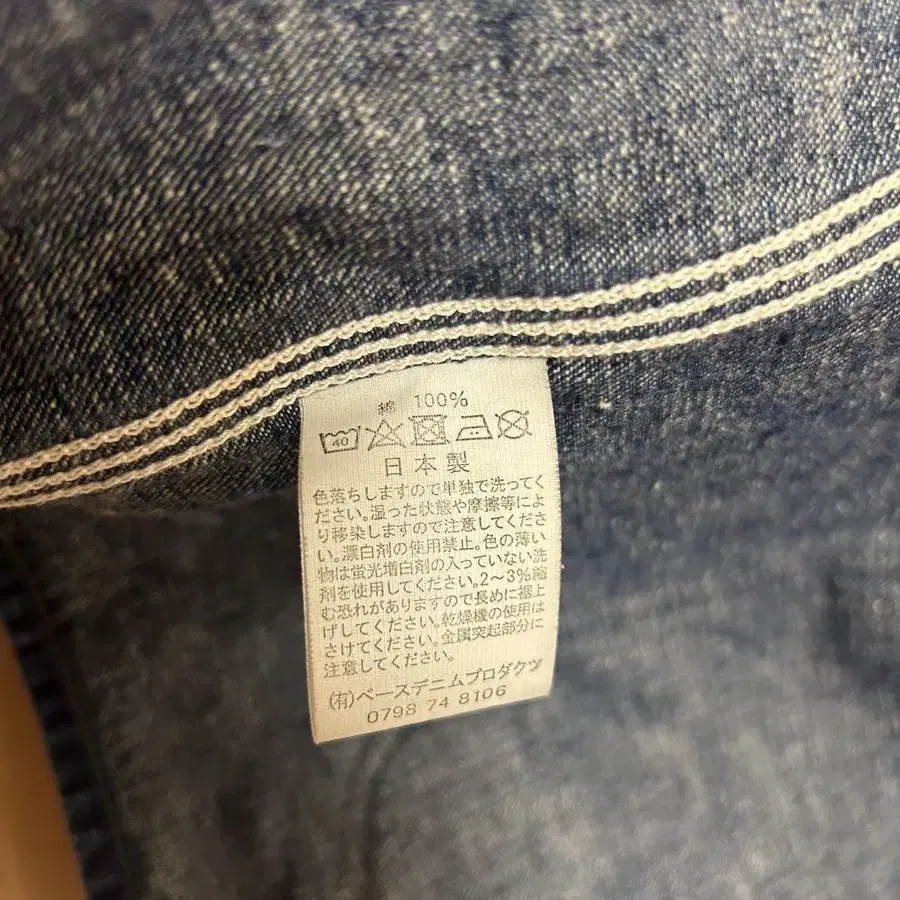 綿 100%
40
日本製
色落ちしますので単独で洗ってく
ださい。湿った状態や摩擦等によ
り移染しますので注意してくださ
い。漂白剤の使用禁止。色の薄い
物は蛍光増白剤の入っていない洗
剤を使用してください。2〜3%縮
む恐れがありますので長めに裾上
げしてください。乾燥機の使用は
さけてください。金属突起部分に
注意してください。
(有)ベースデニムプロダクツ
0798 74 8106